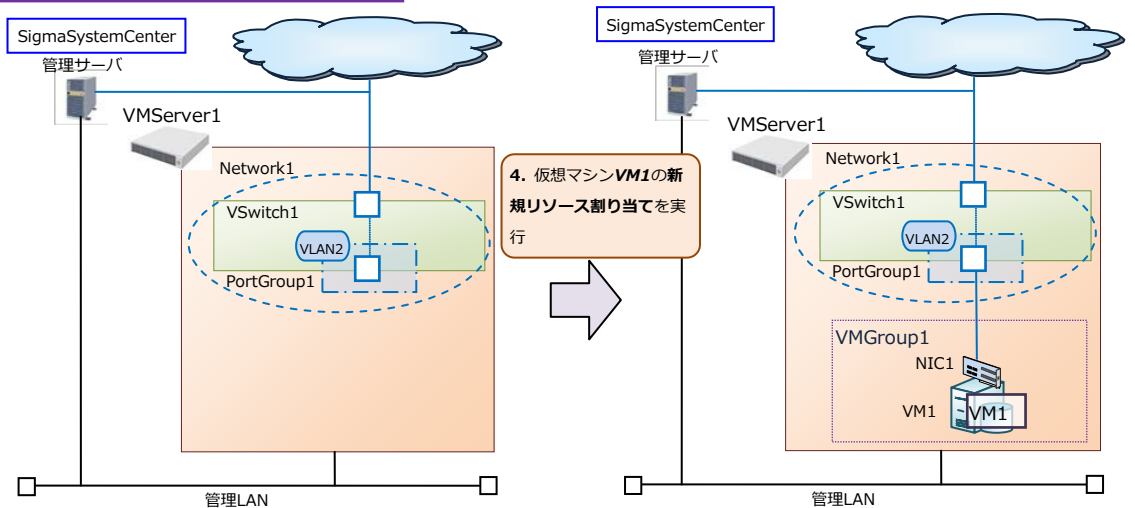 SigmaSystemCenter
管理サーバ
VMServer1
Network1
VSwitch1
VLAN2
PortGroup1
管理LAN
4. 仮想マシンVM1の新
規リソース割り当てを実
行
SigmaSystemCenter
管理サーバ
VMServer1
Network1
VSwitch1
VLAN2
PortGroup1
VMGroup1
NIC1
VM1
VM1
管理LAN